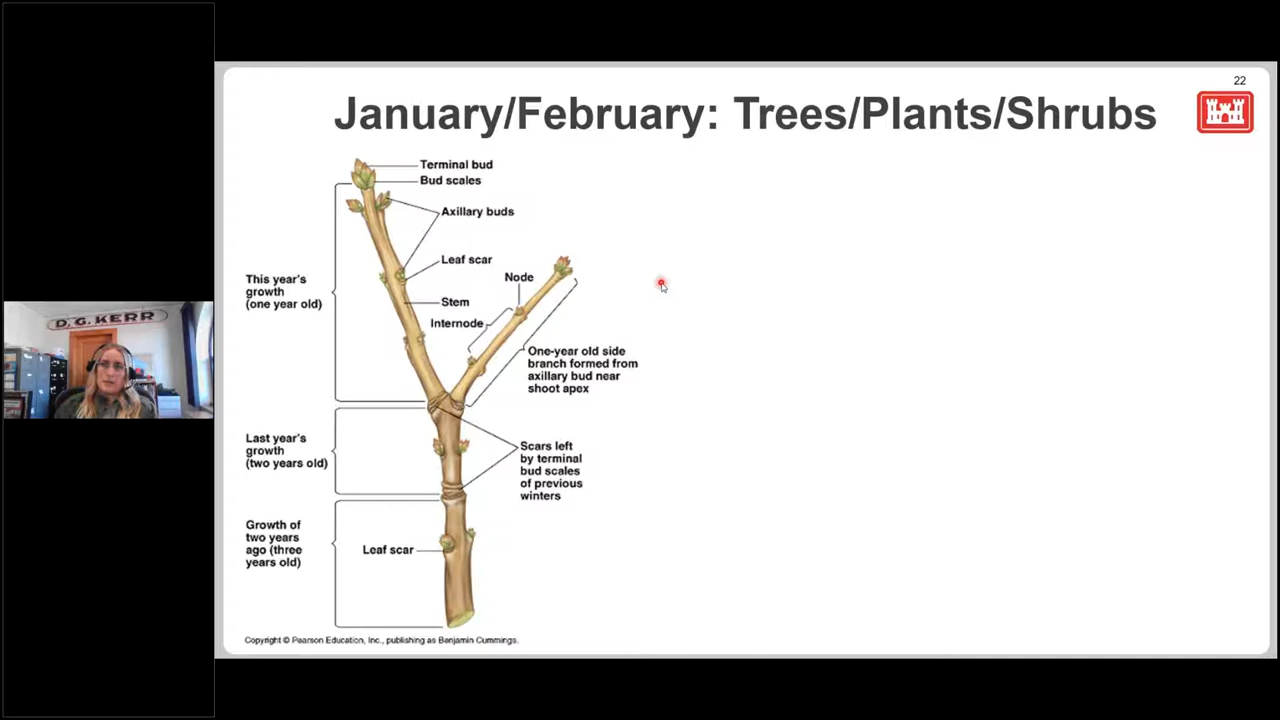 22
January/February: Trees/Plants/Shrubs
Terminal bud
Bud scales
Axillary buds
Leaf scar
Node
This year's
growth
(one year old)
Stem
Internode
One-year old side
branch formed from
axillary bud near
shoot apex
Last year's
growth
(two years old)
Scars left
by terminal
bud scales
of previous
winters
Growth of
two years
ago (three
years old)
Leaf scar
Copyright © Pearson Education, Inc., publishing as Benjamin Cummings.
D. G. KERR